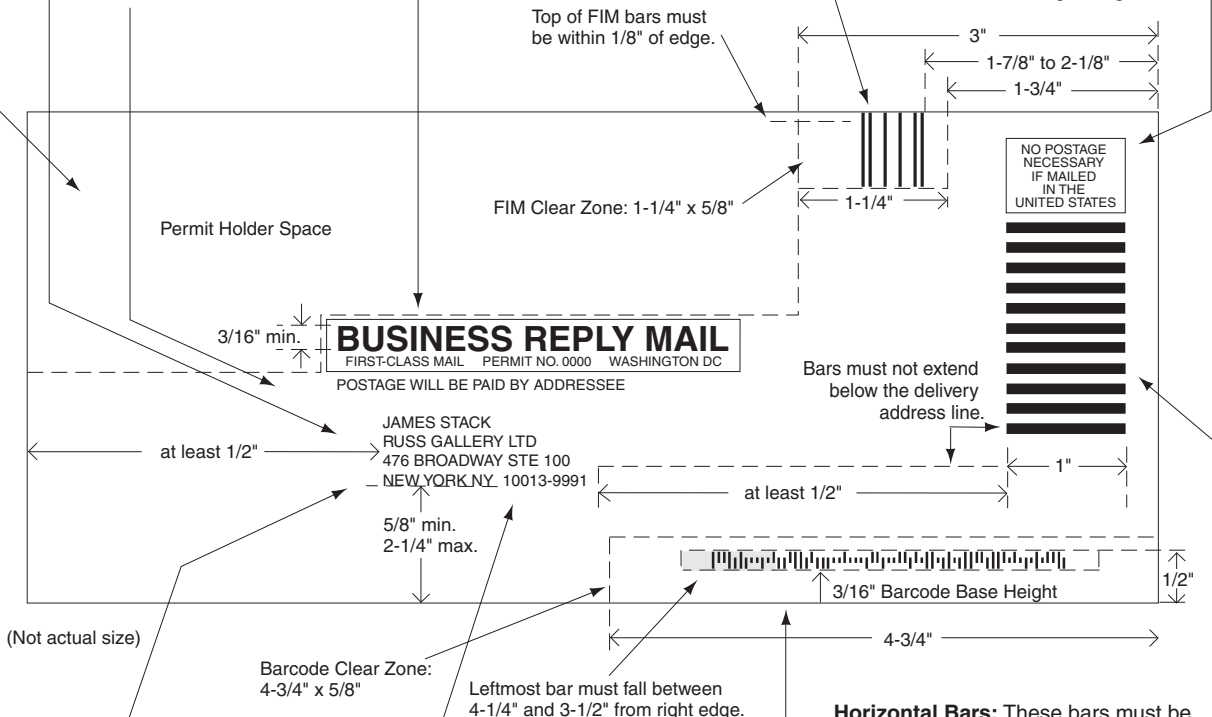 Top of FIM bars must
be within 1/8" of edge.
3"
1-7/8" to 2-1/8"
1-3/4"
NO POSTAGE
NECESSARY
IF MAILED
IN THE
UNITED STATES
FIM Clear Zone: 1-1/4" x 5/8"
1-1/4"
Permit Holder Space
3/16" min.
BUSINESS REPLY MAIL
FIRST-CLASS MAIL PERMIT NO. 0000 WASHINGTON DC
POSTAGE WILL BE PAID BY ADDRESSEE
Bars must not extend
below the delivery
address line.
JAMES STACK
RUSS GALLERY LTD
476 BROADWAY STE 100
NEW YORK NY 10013-9991
at least 1/2"
1"
at least 1/2"
5/8" min.
2-1/4" max.
3/16" Barcode Base Height
1/2"
(Not actual size)
4-3/4"
Barcode Clear Zone:
4-3/4" x 5/8"
Leftmost bar must fall between
4-1/4" and 3-1/2" from right edge.
Horizontal Bars: These bars must be